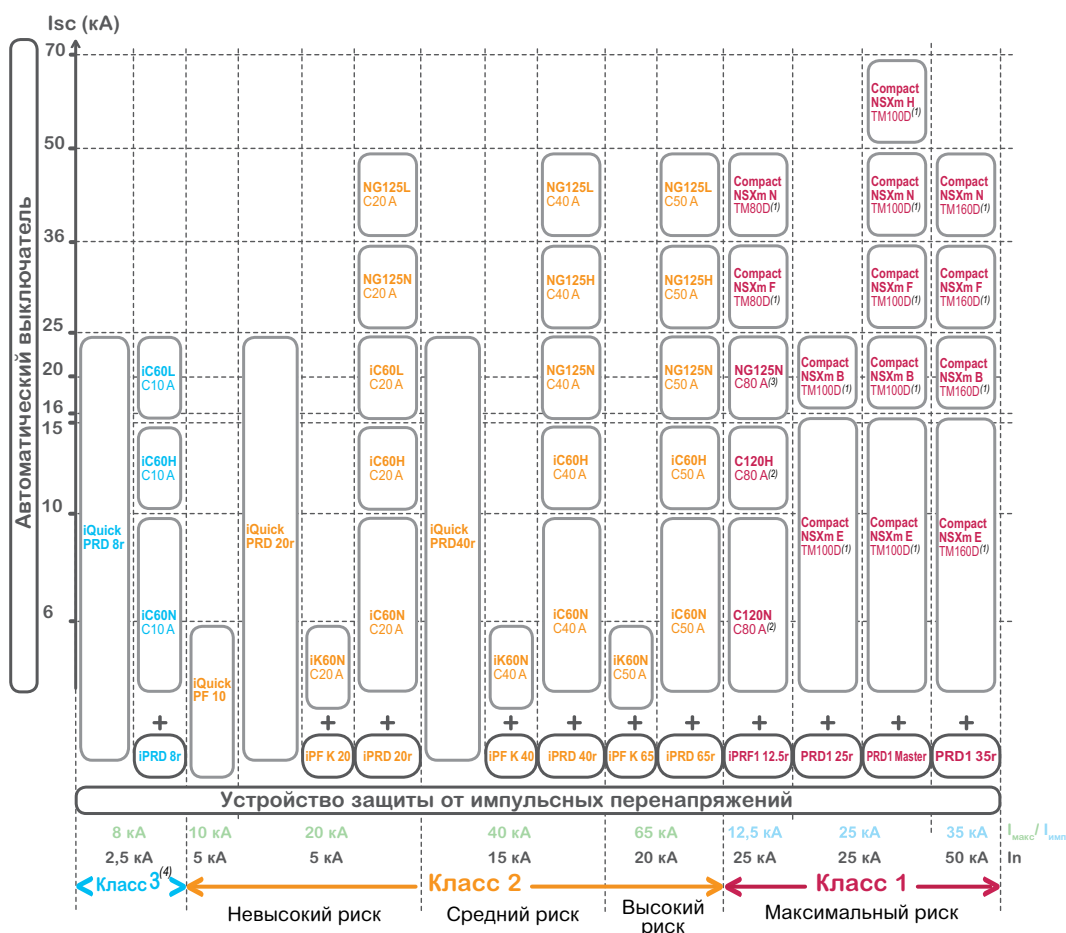 Isc (кА)
70
Compact
NSXm H
TM100D(1)
50
NG125L
C20 A
NG125L
C40 A
NG125L
C50 A
Compact
NSXm N
TM80D(1)
Compact
NSXm N
TM100D(1)
Compact
NSXm N
TM160D(1)
36
NG125N
C20 A
NG125H
C40 A
NG125H
C50 A
Compact
NSXm F
TM80D(1)
Compact
NSXm F
TM100D(1)
Compact
NSXm F
TM160D(1)
25
20
16
iC60L
C10 A
iC60L
C20 A
NG125N
C40 A
NG125N
C50 A
NG125N
C80 A(3)
Compact
NSXm B
TM100D(1)
Compact
NSXm B
TM100D(1)
Compact
NSXm B
TM160D(1)
15
iC60H
C10 A
iC60H
C20 A
iC60H
C40 A
iC60H
C50 A
C120H
C80 A(2)
10
iQuick
PRD 8r
iQuick
PRD 20r
iQuick
PRD40r
Compact
NSXm E
TM100D(1)
Compact
NSXm E
TM100D(1)
Compact
NSXm E
TM160D(1)
6
iC60N
C10 A
iC60N
C20 A
iC60N
C40 A
iC60N
C50 A
C120N
C80 A(2)
iQuick
PF 10
iK60N
C20 A
iK60N
C40 A
iK60N
C50 A
Автоматический выключатель
+ + + + + + + + +
iPRD 8r
iPF K 20
iPRD 20r
iPF K 40
iPRD 40r
iPF K 65
iPRD 65r
iPRF1 12.5r
PRD1 25r
PRD1 Master
PRD1 35r
Устройство защиты от импульсных перенапряжений
8 кА 10 кА 20 кА 40 кА 65 кА 12,5 кА 25 кА 35 кА Iмакс/ Iимп
2,5 кА 5 кА 5 кА 15 кА 20 кА 25 кА 25 кА 50 кА In
Класс 3(4) Класс 2 Класс 1
Невысокий риск Средний риск Высокий
риск
Максимальный риск